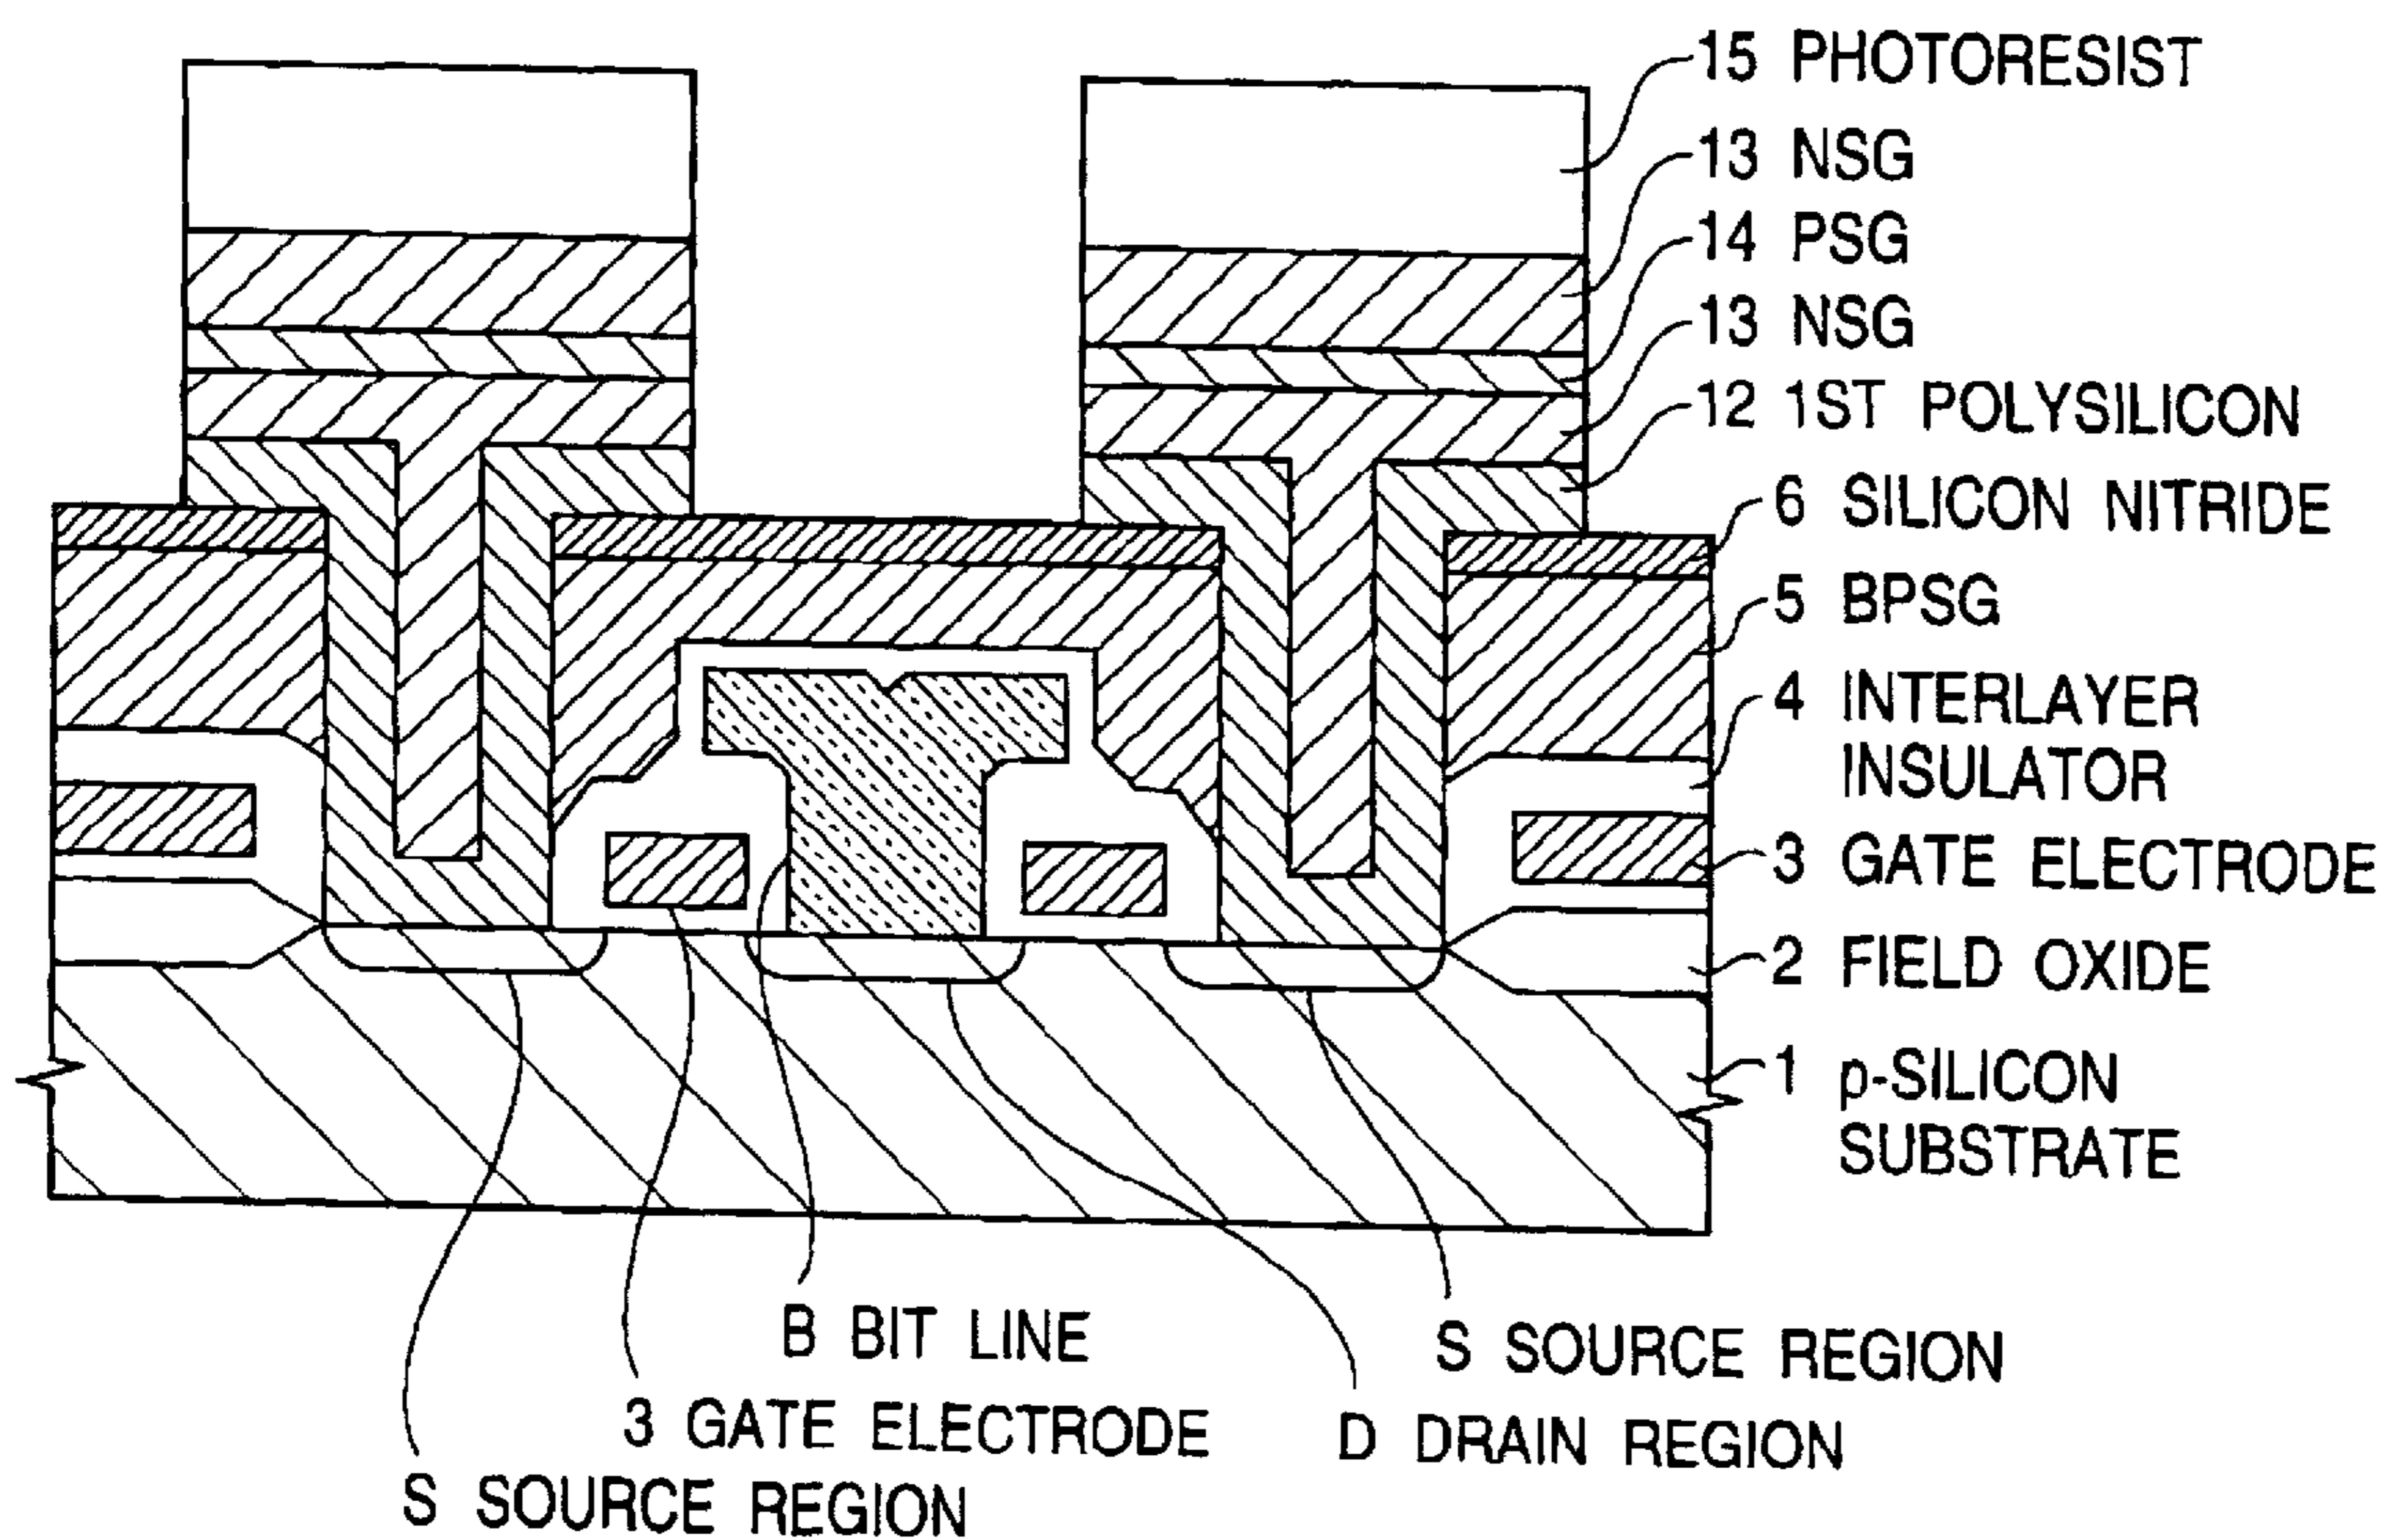 15 PHOTORESIST
13 NSG
14 PSG
13 NSG
12 1ST POLYSILICON
6 SILICON NITRIDE
5 BPSG
4 INTERLAYER
INSULATOR
3 GATE ELECTRODE
2 FIELD OXIDE
1 p-SILICON
SUBSTRATE
B BIT LINE
S SOURCE REGION
3 GATE ELECTRODE
D DRAIN REGION
S SOURCE REGION